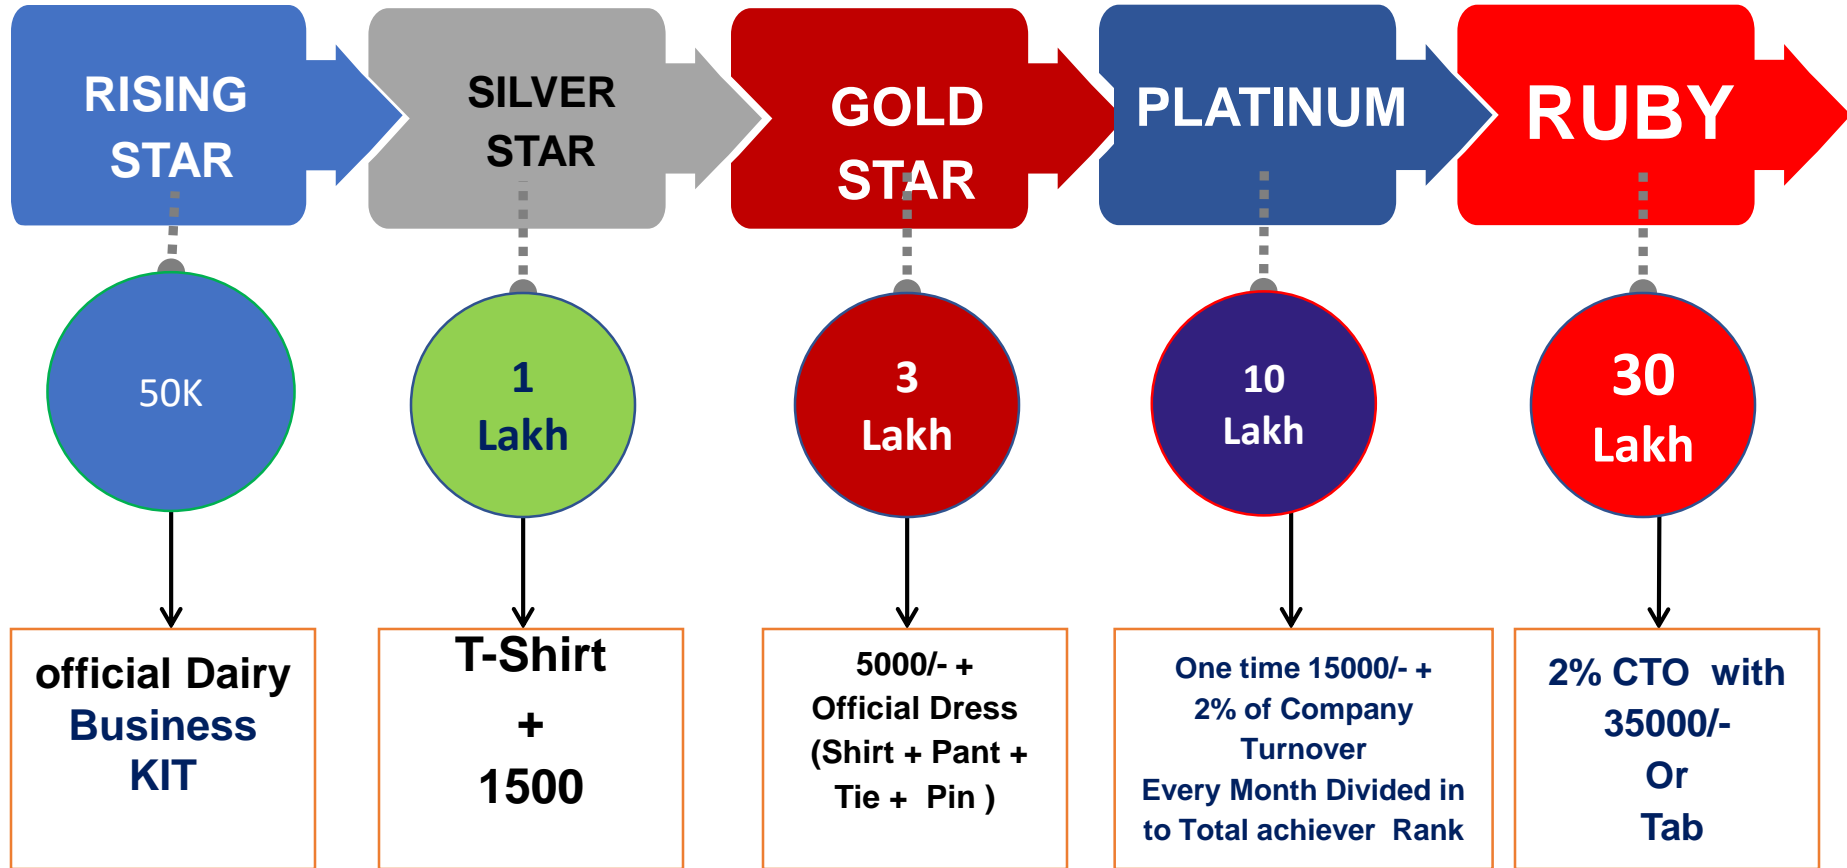 RISING
STAR
SILVER
STAR
GOLD
STAR
PLATINUM
RUBY
50K
1
Lakh
3
Lakh
10
Lakh
30
Lakh
official Dairy
Business
KIT
T-Shirt
+
1500
5000/- +
Official Dress
(Shirt + Pant +
Tie + Pin )
One time 15000/- +
2% of Company
Turnover
Every Month Divided in
to Total achiever Rank
2% CTO with
35000/-
Or
Tab